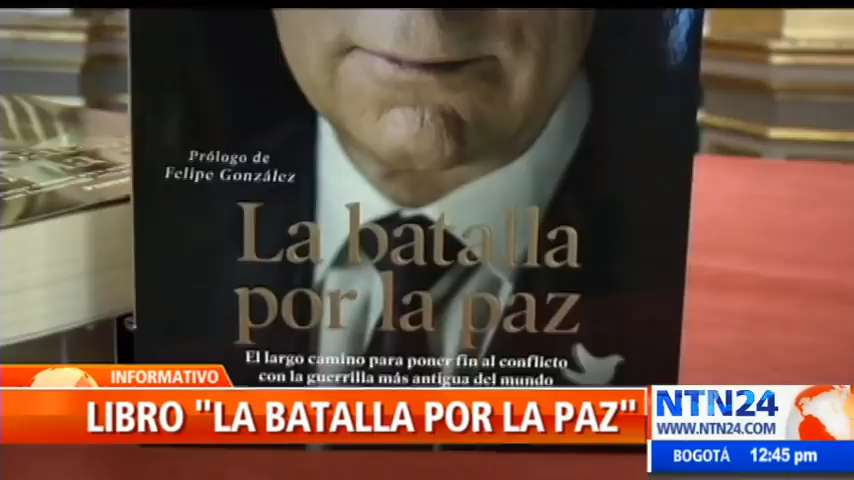 Prólogo de
Felipe González
La batalla
por la paz
El largo camino para poner fin al conflicto
con la guerrilla más antigua del mundo
INFORMATIVO
LIBRO "LA BATALLA POR LA PAZ"
NTN24
WWW.NTN24.COM
BOGOTÁ 12:45 pm